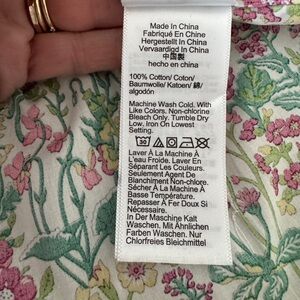 Made In China
Fabriqué En Chine
Hergestellt In China
Vervaardigd In China
中国製
hecho en china
100% Cotton/ Coton/
Baumwolle/ Katoen/ 綿/
algodón
Machine Wash Cold. With
Like Colors. Non-chlorine
Bleach Only. Tumble Dry
Low. Iron On Lowest
Setting.
30
Laver À La Machine À
L'eau Froide. Laver En
Séparant Les Couleurs.
Seulement Agent De
Blanchiment Non-chloric.
Sécher À La Machine À
Basse Température.
Repasser À Fer Doux Si
Nécessaire.
In Der Maschine Kalt
Waschen. Mit Ähnlichen
Farben Waschen. Nur
Chlorfreies Bleichmittel